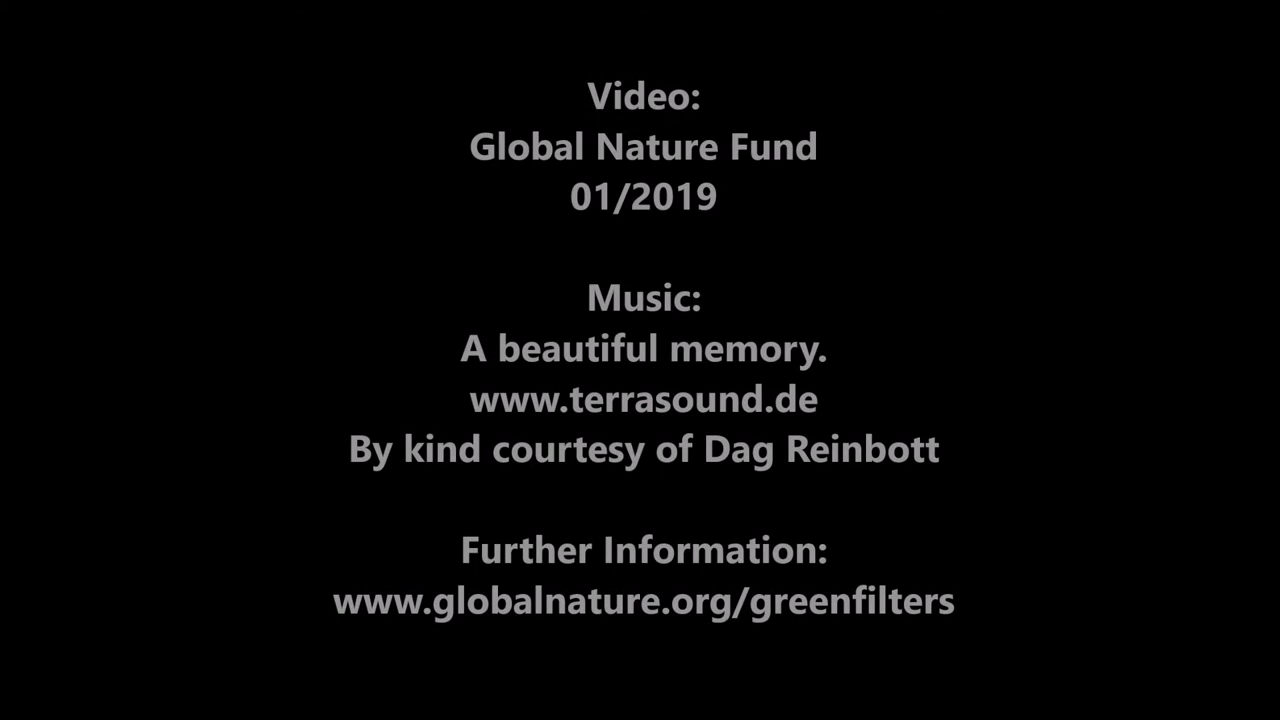 Video:
Global Nature Fund
01/2019
Music:
A beautiful memory.
www.terrasound.de
By kind courtesy of Dag Reinbott
Further Information:
www.globalnature.org/greenfilters